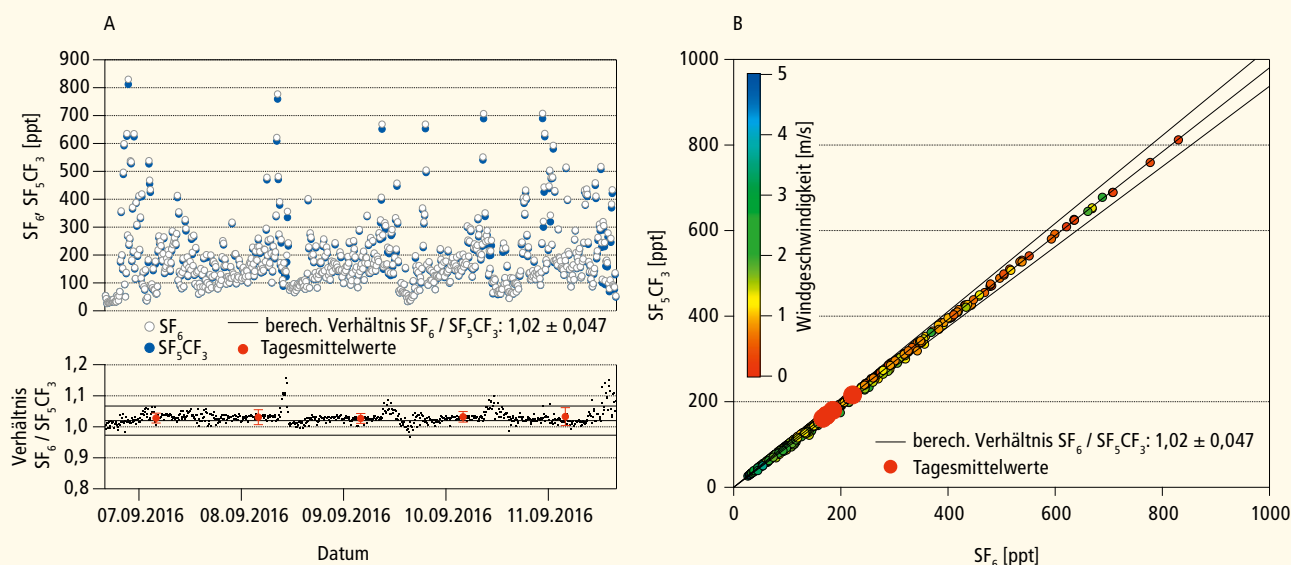 A
SF6, SF5CF3 [ppt]
900
800
700
600
500
400
300
200
100
0
SF6
berech. Verhältnis SF6 / SF5CF3: 1,02 ± 0,047
SF5CF3
Tagesmittelwerte
Verhältnis
SF6 / SF5CF3
1,2
1,1
1,0
0,9
0,8
07.09.2016
08.09.2016
09.09.2016
10.09.2016
11.09.2016
Datum
B
SF5CF3 [ppt]
1000
800
600
400
200
0
5
4
3
2
1
0
Windgeschwindigkeit [m/s]
berech. Verhältnis SF6 / SF5CF3: 1,02 ± 0,047
Tagesmittelwerte
0
200
400
600
800
1000
SF6 [ppt]